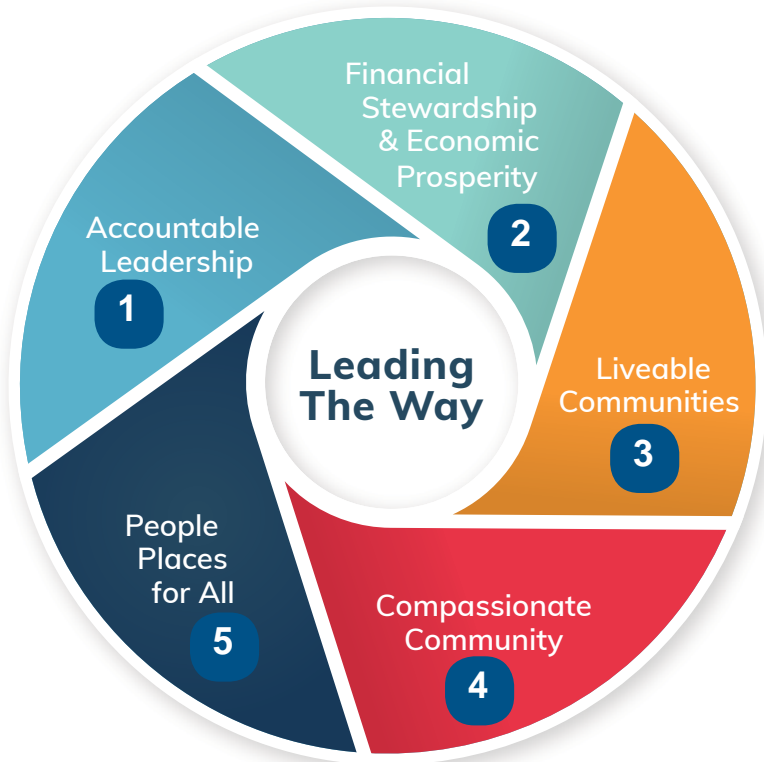 Financial
Stewardship
& Economic
Prosperity
2
Accountable
Leadership
1
Leading
The Way
Liveable
Communities
3
People
Places
for All
5
Compassionate
Community
4